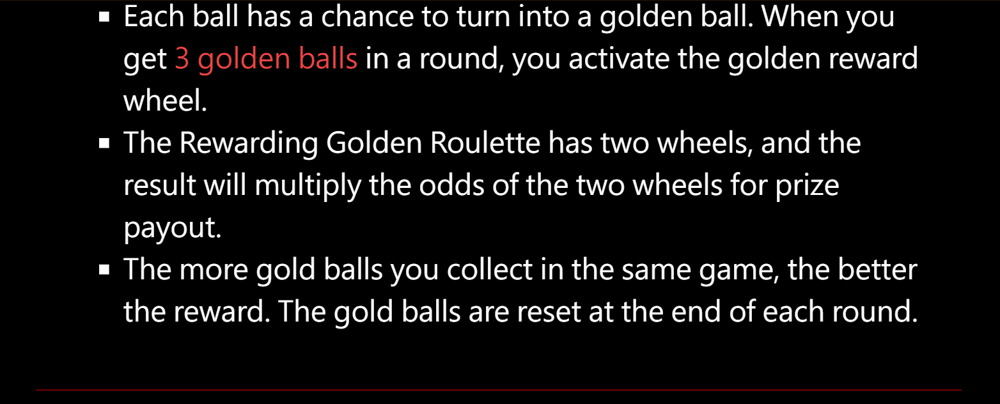 ▪ Each ball has a chance to turn into a golden ball. When you
get 3 golden balls in a round, you activate the golden reward
wheel.
▪ The Rewarding Golden Roulette has two wheels, and the
result will multiply the odds of the two wheels for prize
payout.
▪ The more gold balls you collect in the same game, the better
the reward. The gold balls are reset at the end of each round.